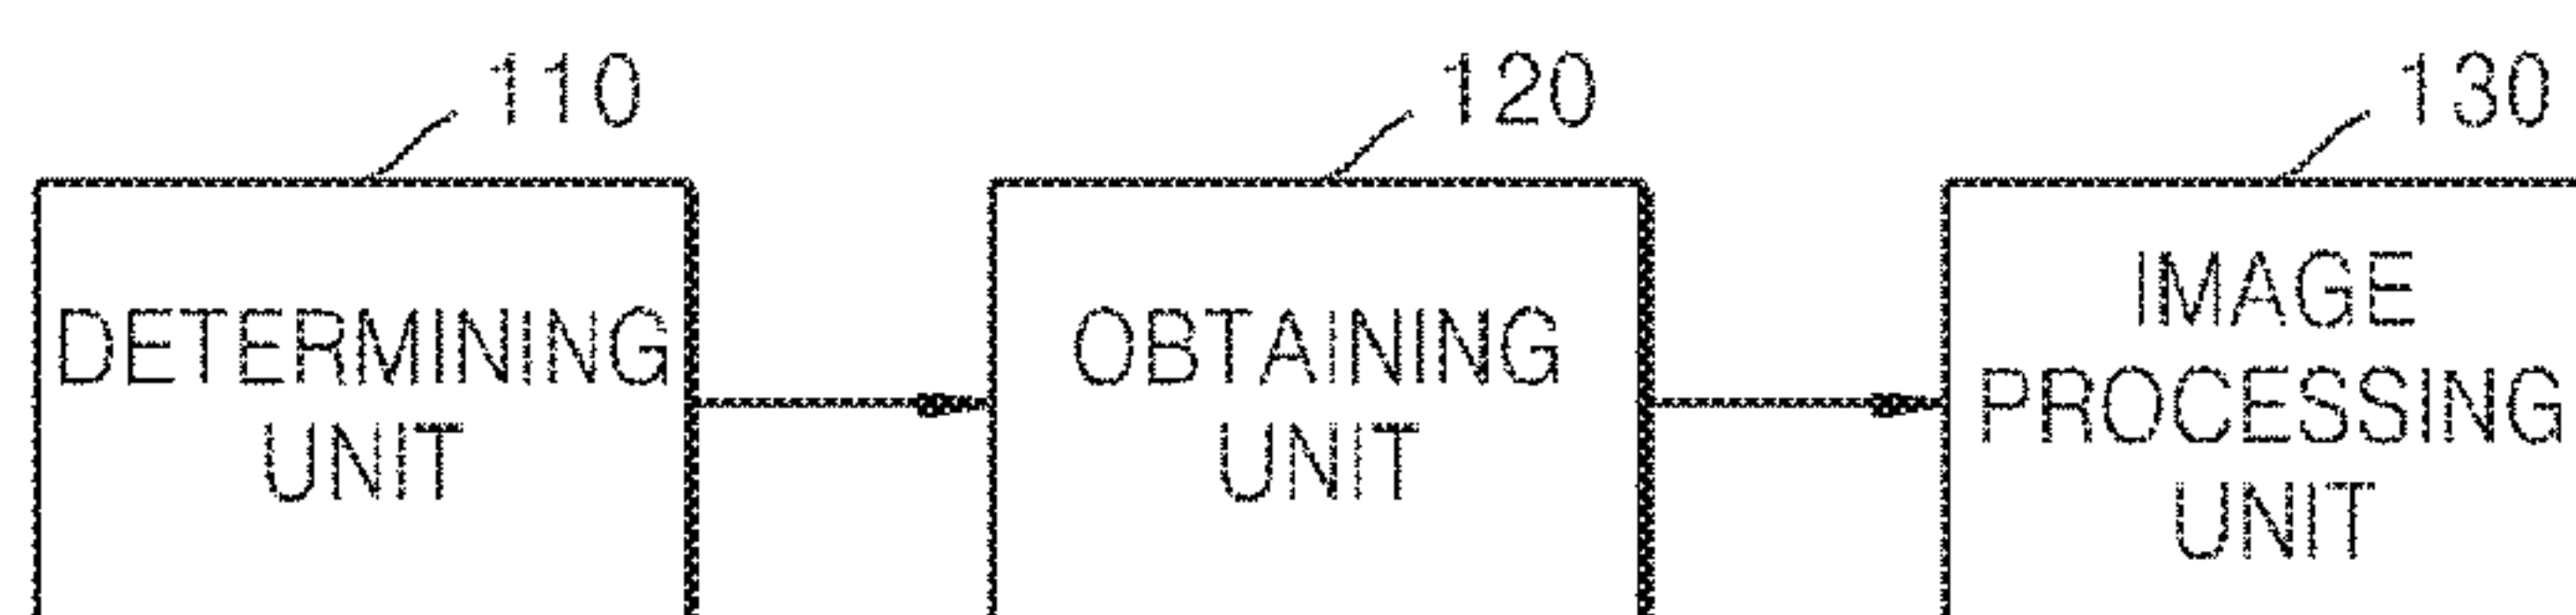 110
120
130
DETERMINING
UNIT
OBTAINING
UNIT
IMAGE
PROCESSING
UNIT